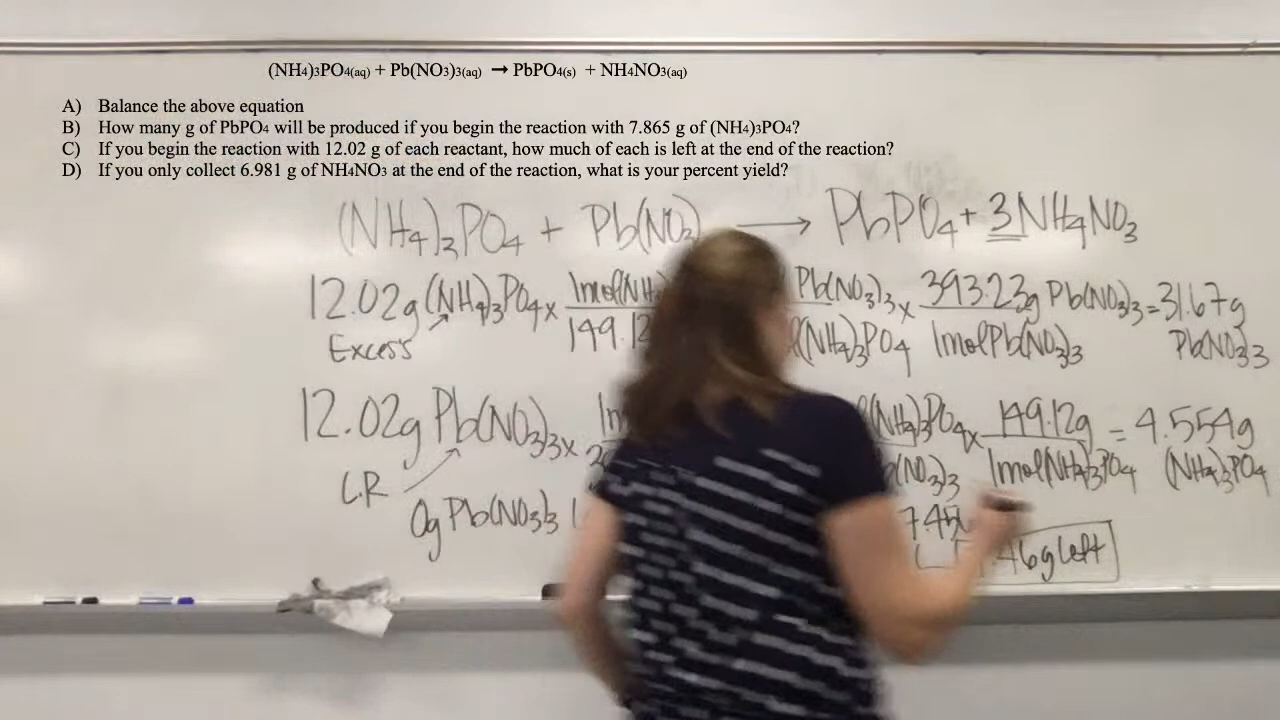 (NH4)3PO4(aq) + Pb(NO3)3(aq) → PbPO4(s) + NH4NO3(aq)
A) Balance the above equation
B) How many g of PbPO4 will be produced if you begin the reaction with 7.865 g of (NH4)3PO4?
C) If you begin the reaction with 12.02 g of each reactant, how much of each is left at the end of the reaction?
D) If you only collect 6.981 g of NH4NO3 at the end of the reaction, what is your percent yield?
(NH4)3PO4 + Pb(NO3) → PbPO4 + 3NH4NO3
12.02g (NH4)3PO4 x 1mol(NH Pb(NO3)3 x 393.23g Pb(NO3)3 = 31.67g
Excess 149.12 (NH4)3PO4 1molPb(NO3)3 Pb(NO3)3
12.02g Pb(NO3)3 x (NH4)3PO4 x 149.12g = 4.554g
L.R (NO3)3 1mol(NH4)3PO4 (NH4)3PO4
0g Pb(NO3)3
46g left